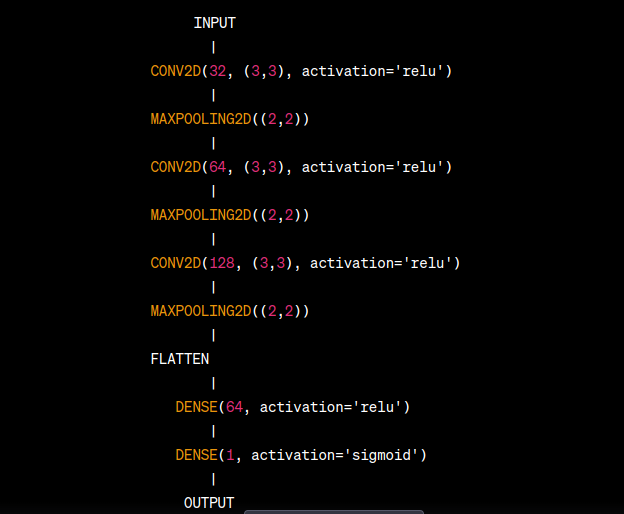 INPUT
|
CONV2D(32, (3,3), activation='relu')
|
MAXPOOLING2D((2,2))
|
CONV2D(64, (3,3), activation='relu')
|
MAXPOOLING2D((2,2))
|
CONV2D(128, (3,3), activation='relu')
|
MAXPOOLING2D((2,2))
|
FLATTEN
|
DENSE(64, activation='relu')
|
DENSE(1, activation='sigmoid')
|
OUTPUT